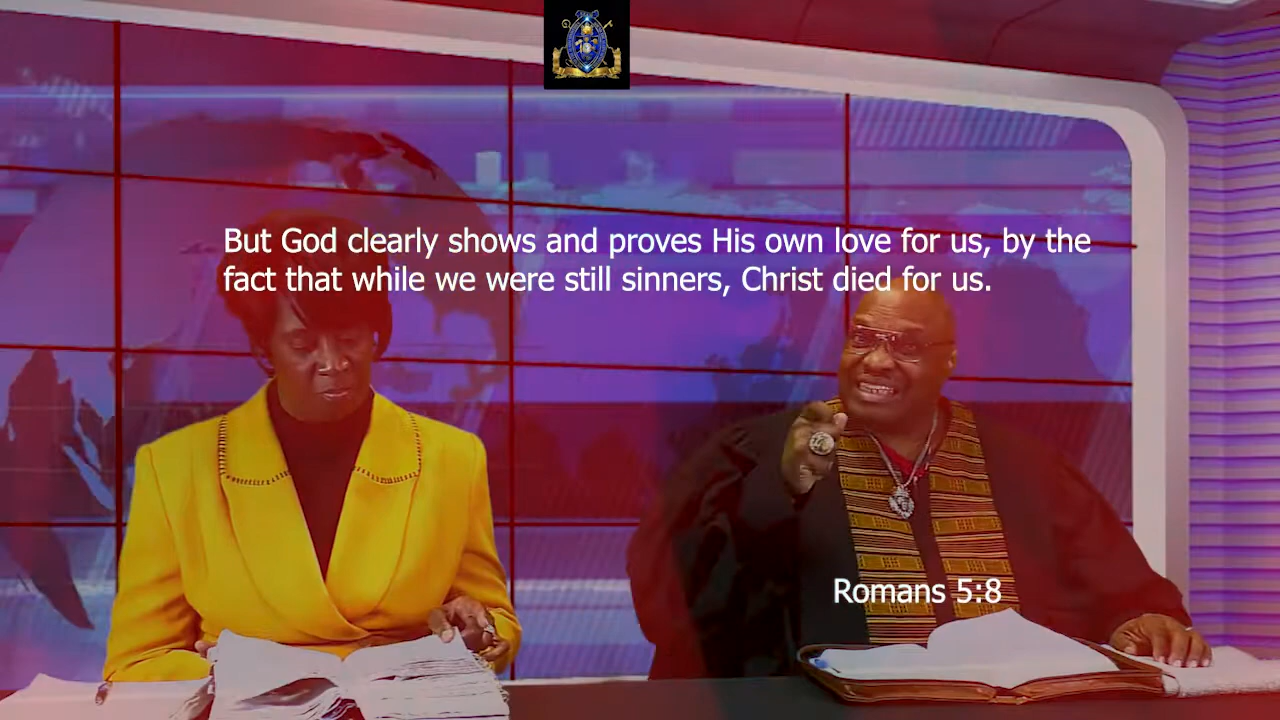 But God clearly shows and proves His own love for us, by the
fact that while we were still sinners, Christ died for us.
Romans 5:8